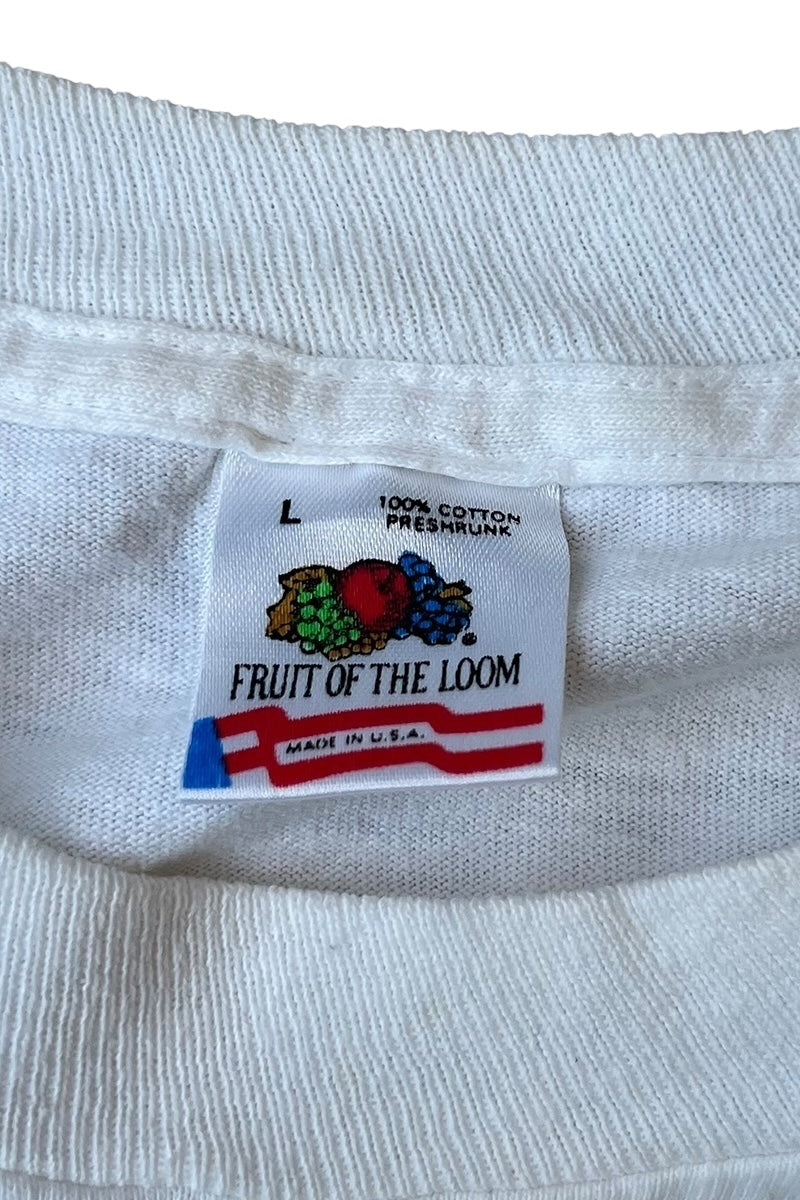 L
100% COTTON
PRESHRUNK
®
FRUIT OF THE LOOM
MADE IN U.S.A.